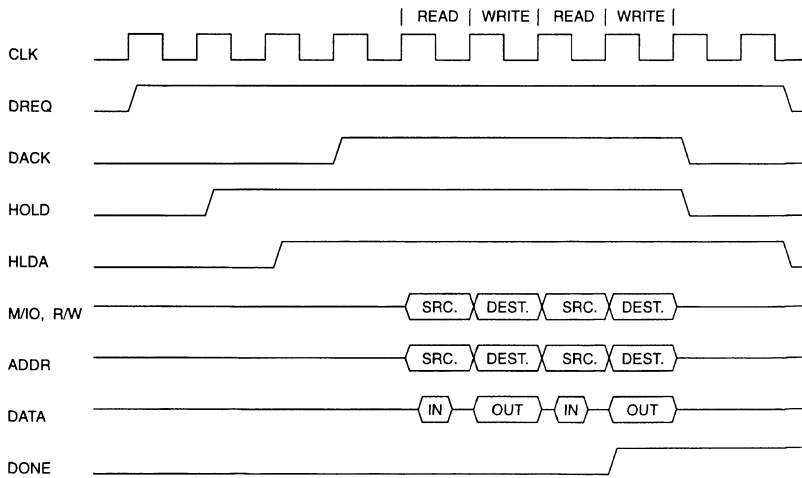 READ WRITE READ WRITE
CLK
DREQ
DACK
HOLD
HLDA
M/IO, R/W SRC. DEST. SRC. DEST.
ADDR SRC. DEST. SRC. DEST.
DATA IN OUT IN OUT
DONE